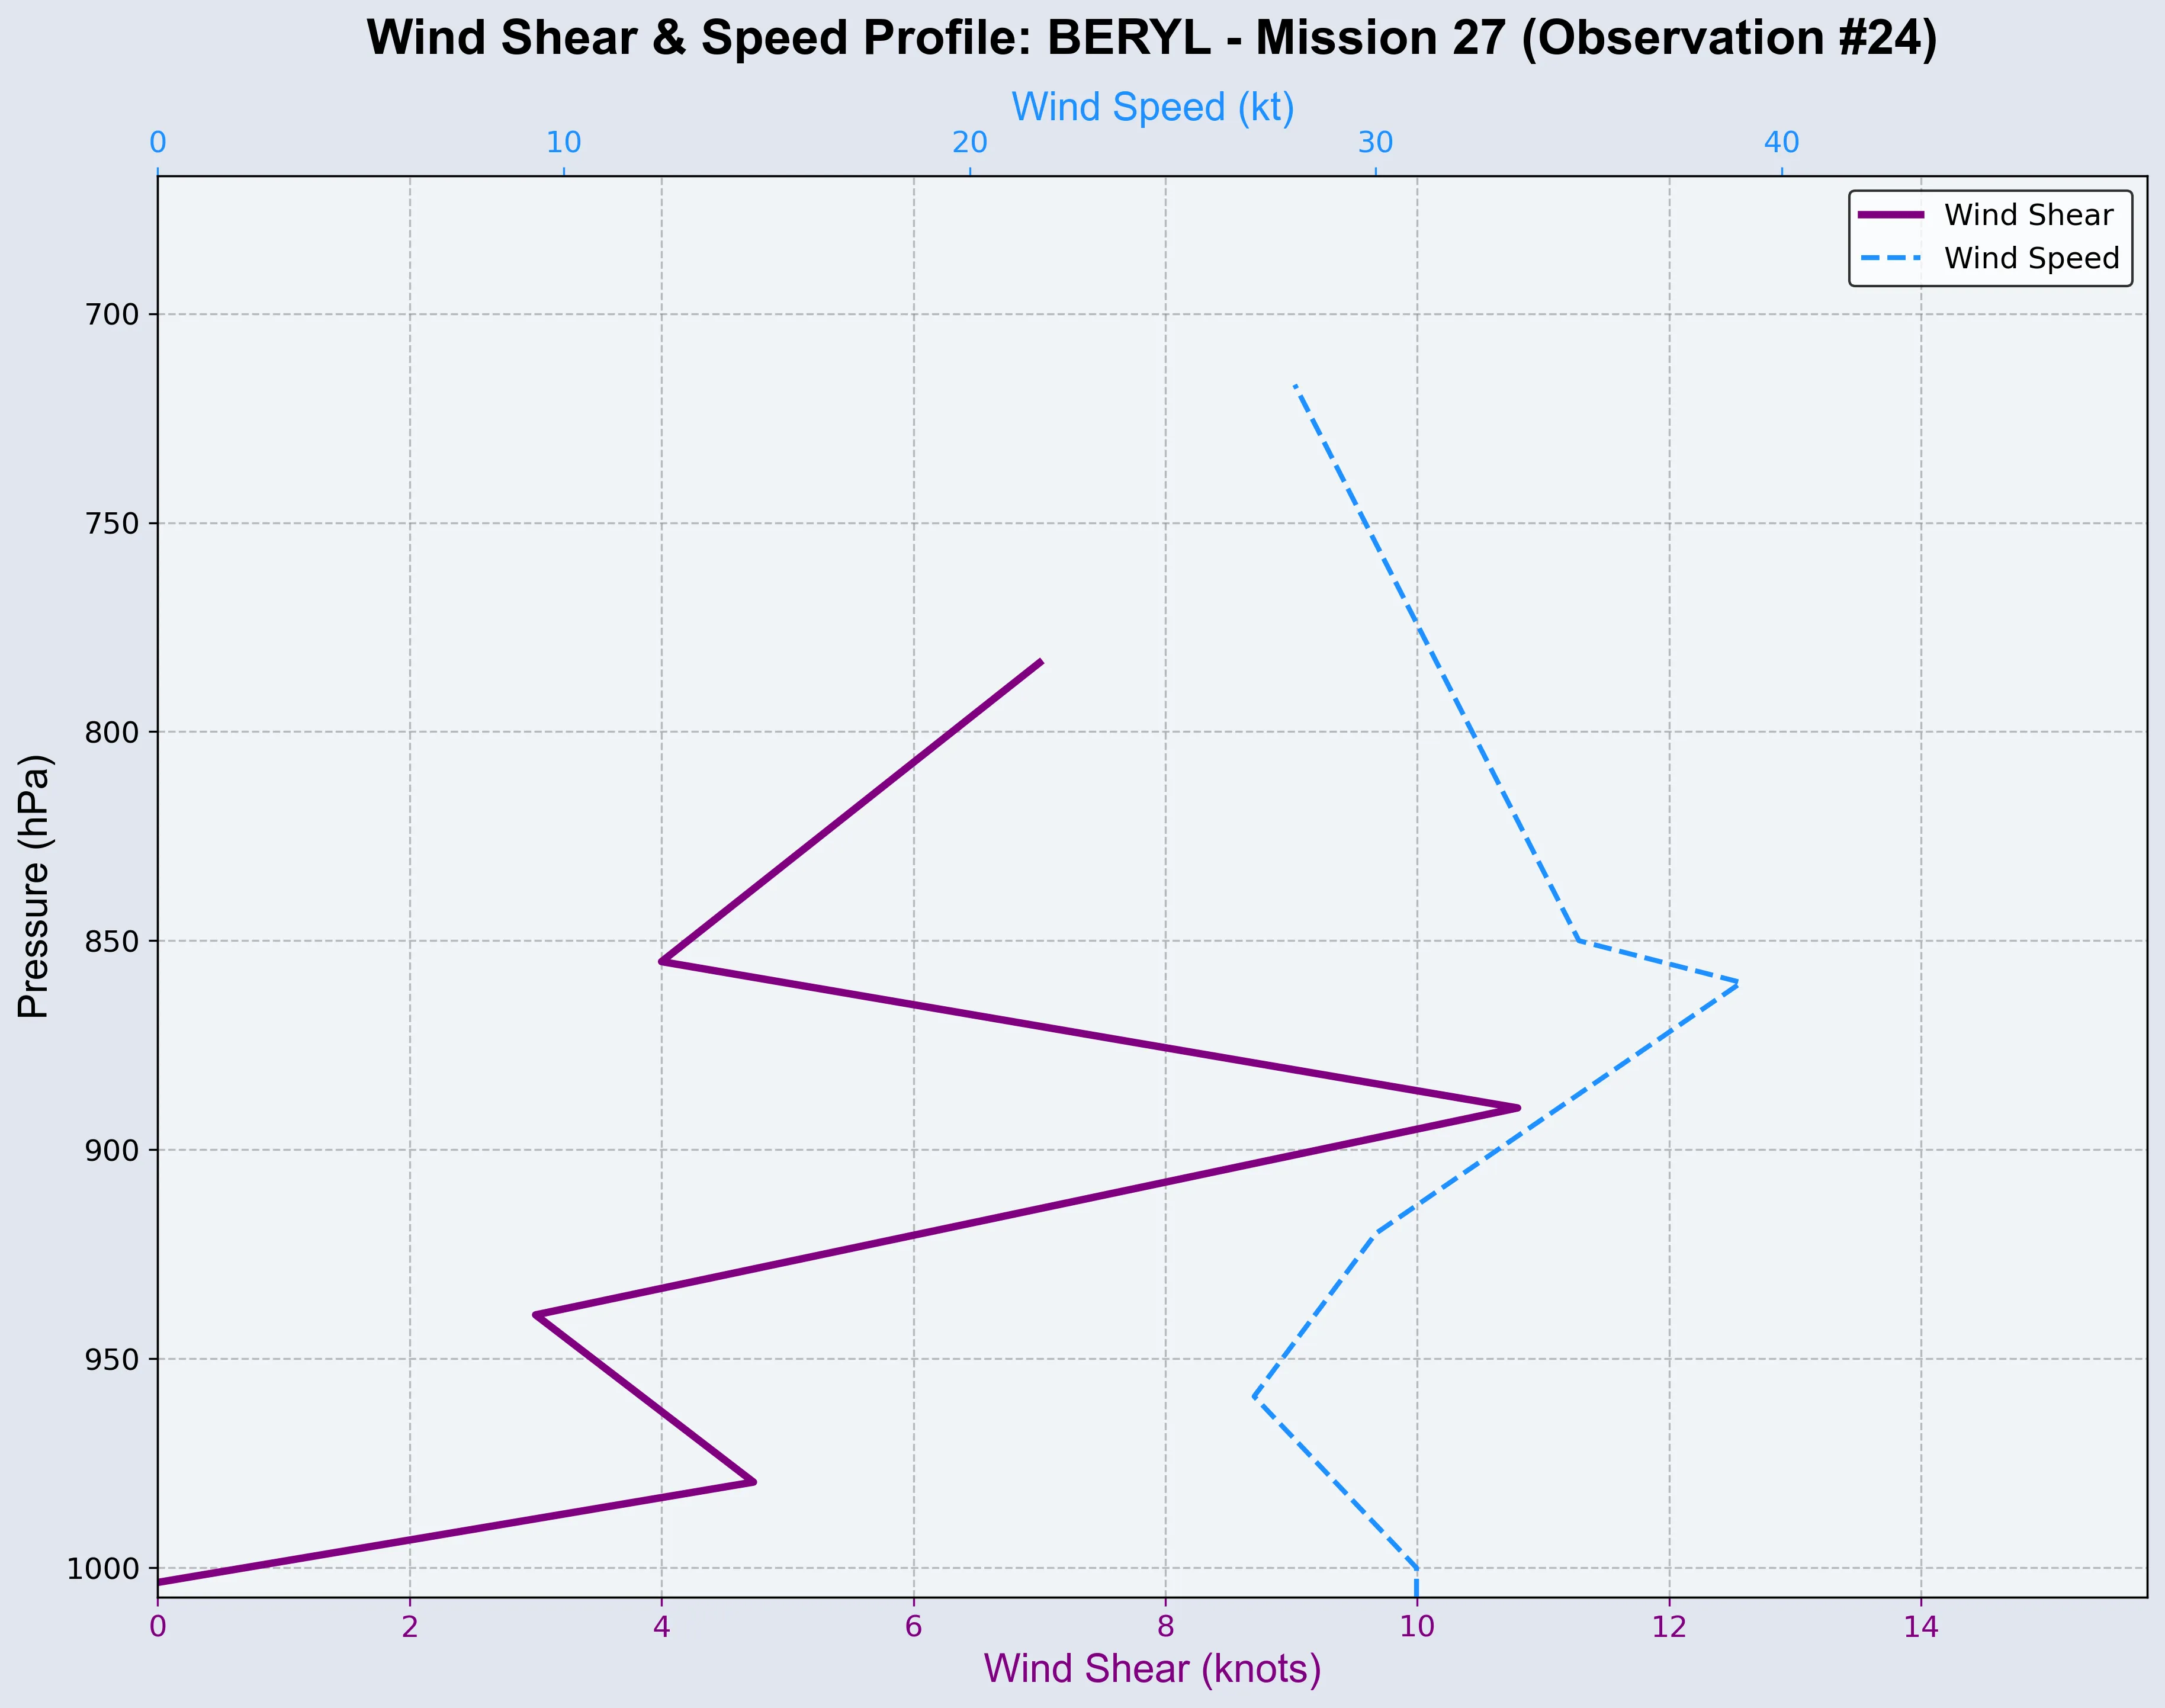 Wind Shear & Speed Profile: BERYL - Mission 27 (Observation #24)
Wind Speed (kt)
0 10 20 30 40
Wind Shear
Wind Speed
700
750
800
850
900
950
1000
Pressure (hPa)
0 2 4 6 8 10 12 14
Wind Shear (knots)